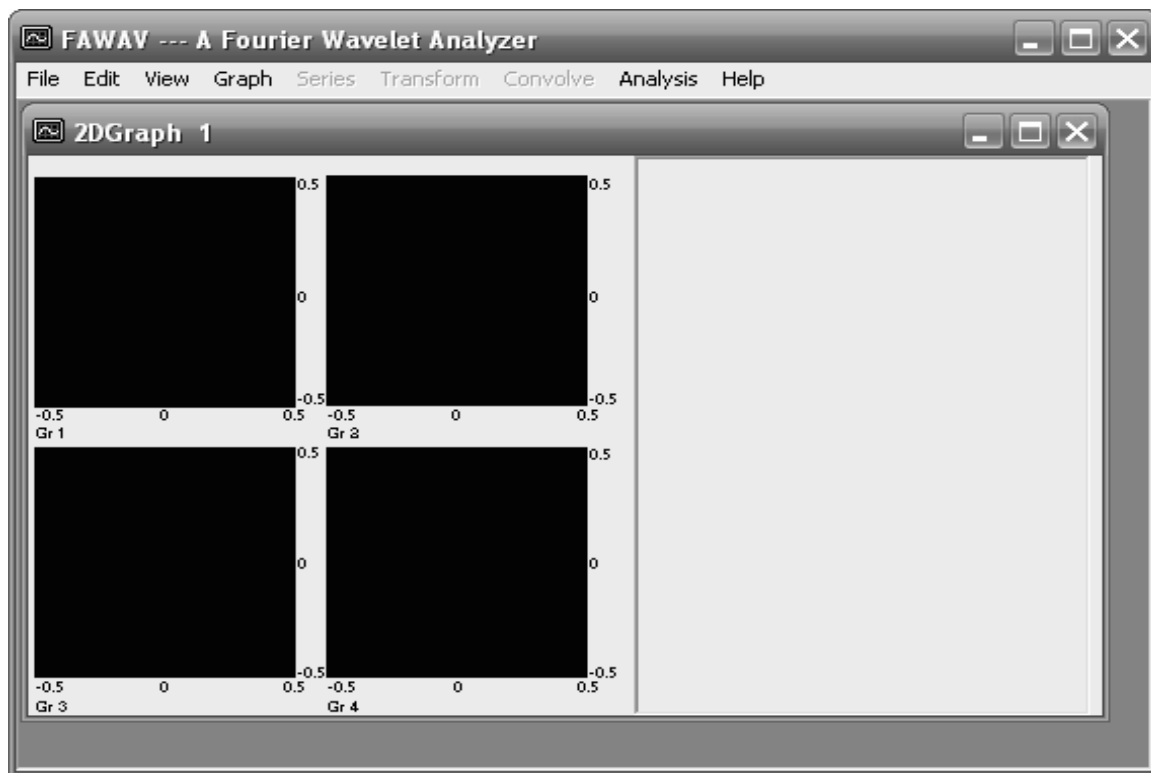 FAWAV --- A Fourier Wavelet Analyzer
File Edit View Graph Series Transform Convolve Analysis Help
2DGraph 1
0.5 0.5
0 0
-0.5 -0.5
-0.5 0 0.5 -0.5 0 0.5
Gr 1 Gr 2
0.5 0.5
0 0
-0.5 -0.5
-0.5 0 0.5 -0.5 0 0.5
Gr 3 Gr 4